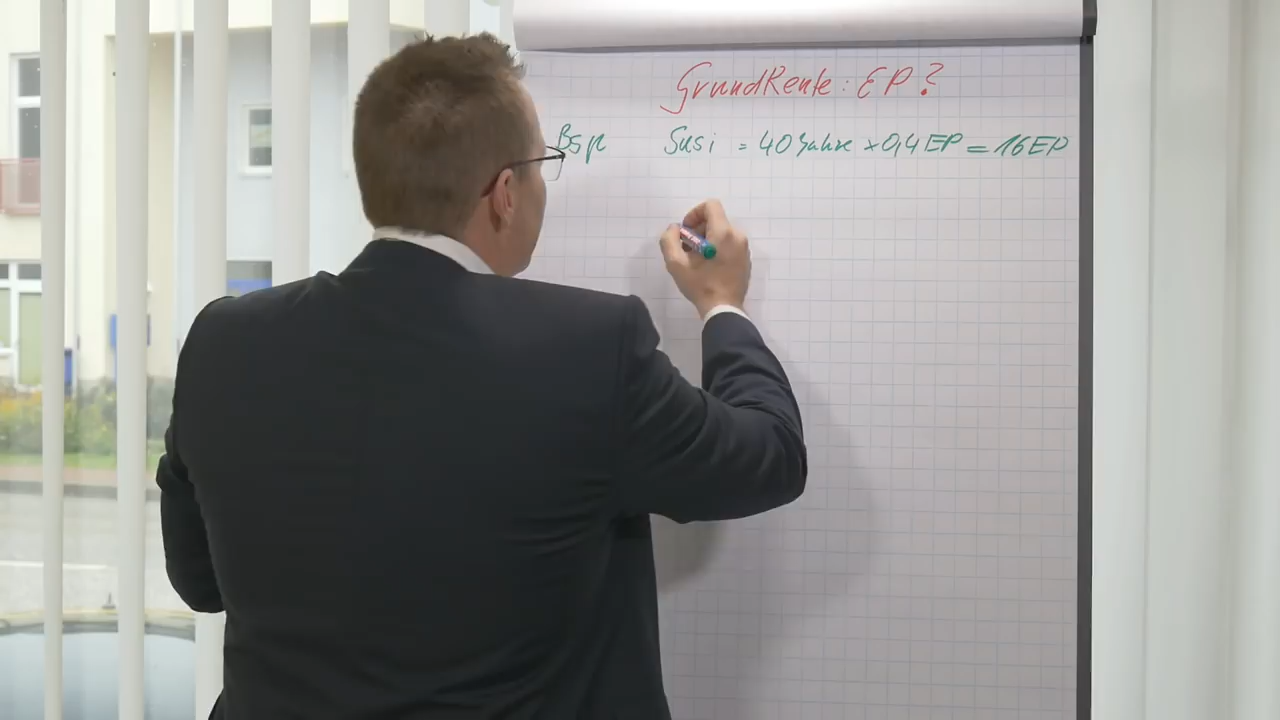 GrundRente: EP?
Bsp Susi = 40 Jahre x 0,4 EP = 16 EP